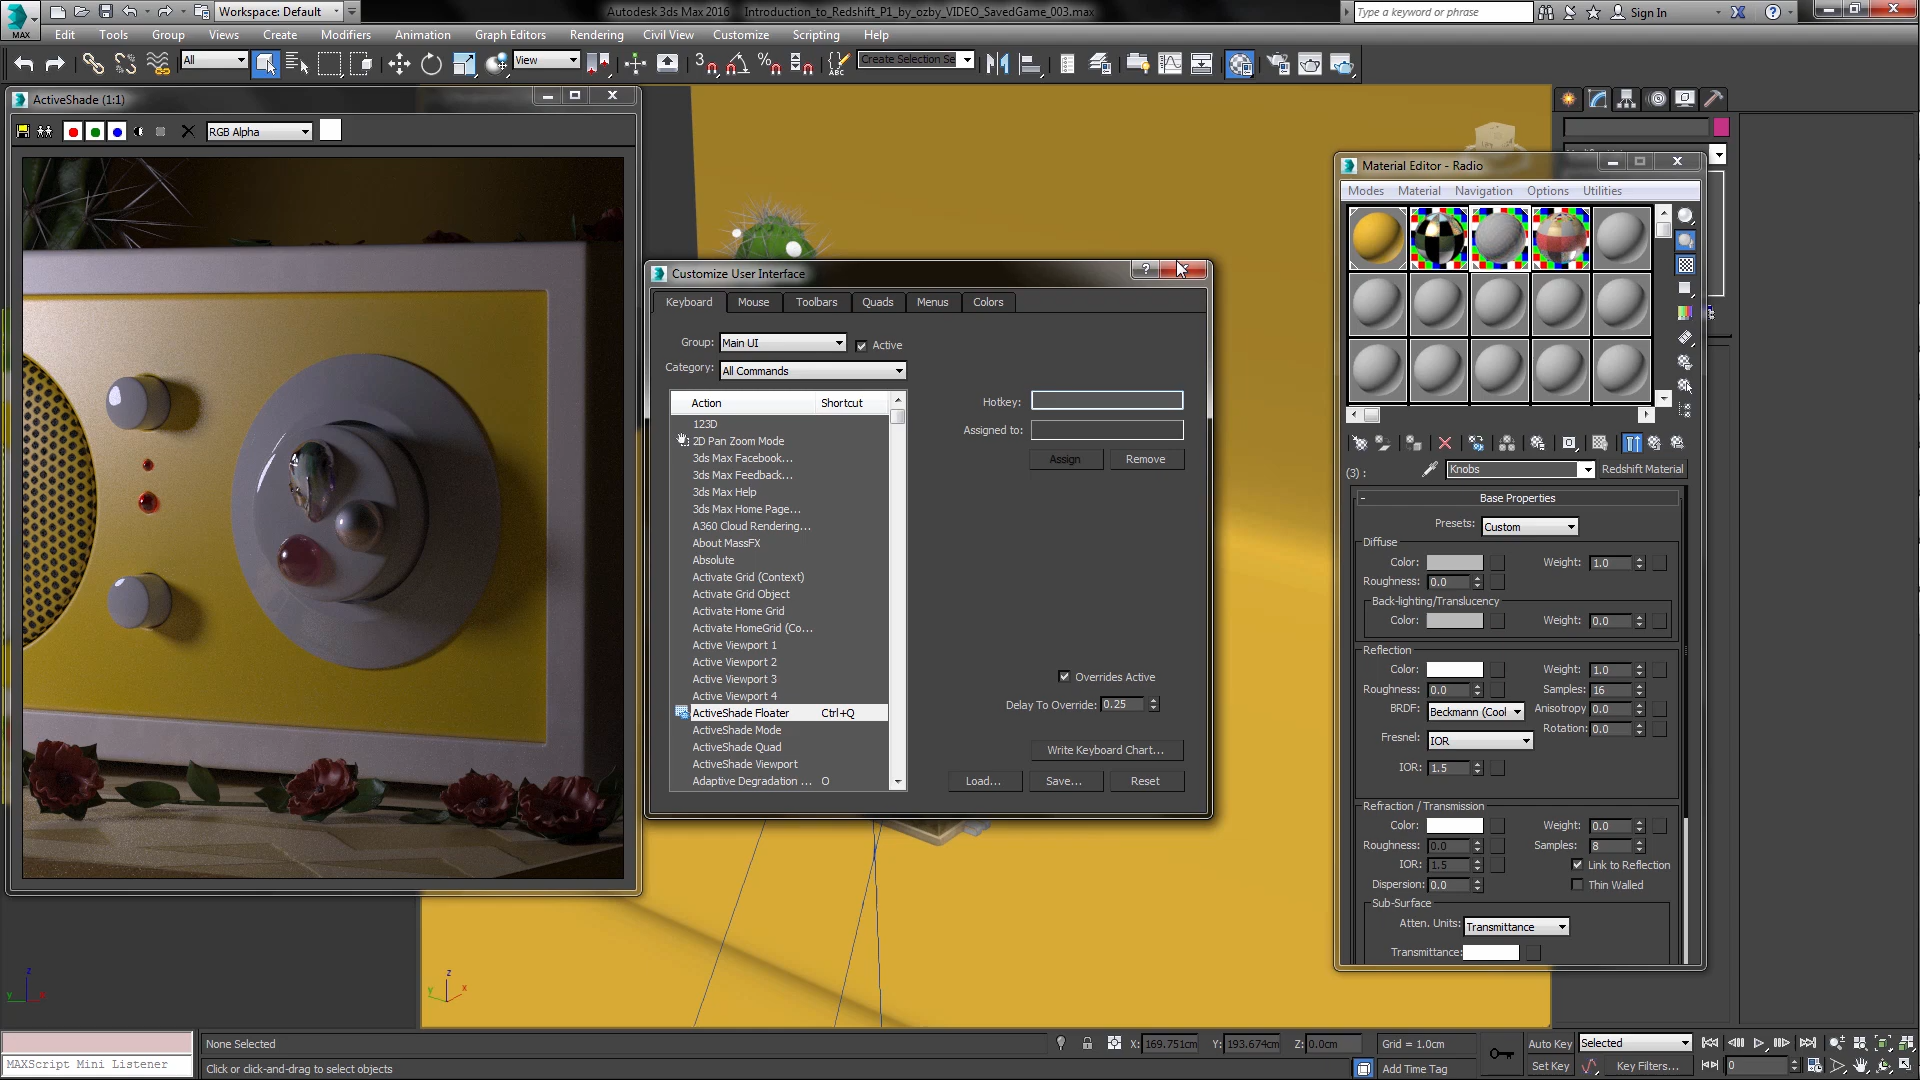 Workspace: Default
Autodesk 3ds Max 2016 Introduction_to_Redshift_P1_by_ozby_VIDEO_SavedGame_003.max
Type a keyword or phrase
Sign In
MAX
Edit Tools Group Views Create Modifiers Animation Graph Editors Rendering Civil View Customize Scripting Help
All
View
3
ABC
Create Selection Se
ActiveShade (1:1)
RGB Alpha
Customize User Interface
Keyboard Mouse Toolbars Quads Menus Colors
Group: Main UI Active
Category: All Commands
Action Shortcut
123D
2D Pan Zoom Mode
3ds Max Facebook...
3ds Max Feedback...
3ds Max Help
3ds Max Home Page...
A360 Cloud Rendering...
About MassFX
Absolute
Activate Grid (Context)
Activate Grid Object
Activate Home Grid
Activate HomeGrid (Co...
Active Viewport 1
Active Viewport 2
Active Viewport 3
Active Viewport 4
ActiveShade Floater Ctrl+Q
ActiveShade Mode
ActiveShade Quad
ActiveShade Viewport
Adaptive Degradation ... O
Hotkey:
Assigned to:
Assign Remove
Overrides Active
Delay To Override: 0.25
Write Keyboard Chart...
Load... Save... Reset
Material Editor - Radio
Modes Material Navigation Options Utilities
(3) : Knobs Redshift Material
- Base Properties
Presets: Custom
Diffuse
Color: Weight: 1.0
Roughness: 0.0
Back-lighting/Translucency
Color: Weight: 0.0
Reflection
Color: Weight: 1.0
Roughness: 0.0 Samples: 16
BRDF: Beckmann (Cool Anisotropy 0.0
Rotation: 0.0
Fresnel: IOR
IOR: 1.5
Refraction / Transmission
Color: Weight: 0.0
Roughness: 0.0 Samples: 8
IOR: 1.5 Link to Reflection
Dispersion: 0.0 Thin Walled
Sub-Surface
Atten. Units: Transmittance
Transmittance:
z
y
x
z
y
x
None Selected
X: 169.751cm Y: 193.674cm Z: 0.0cm Grid = 1.0cm
Auto Key Selected
MAXScript Mini Listener
Click or click-and-drag to select objects
Add Time Tag
Set Key Key Filters...
0